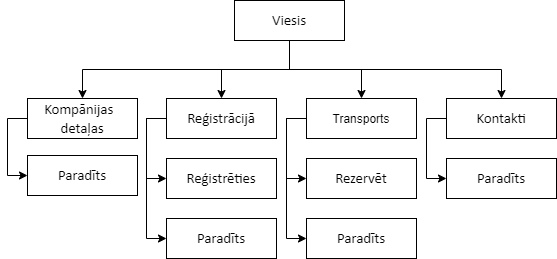 Viesis
Kompānijas
detaļas
Reģistrācijā
Transports
Kontakti
Paradīts
Reģistrēties
Rezervēt
Paradīts
Paradīts
Paradīts